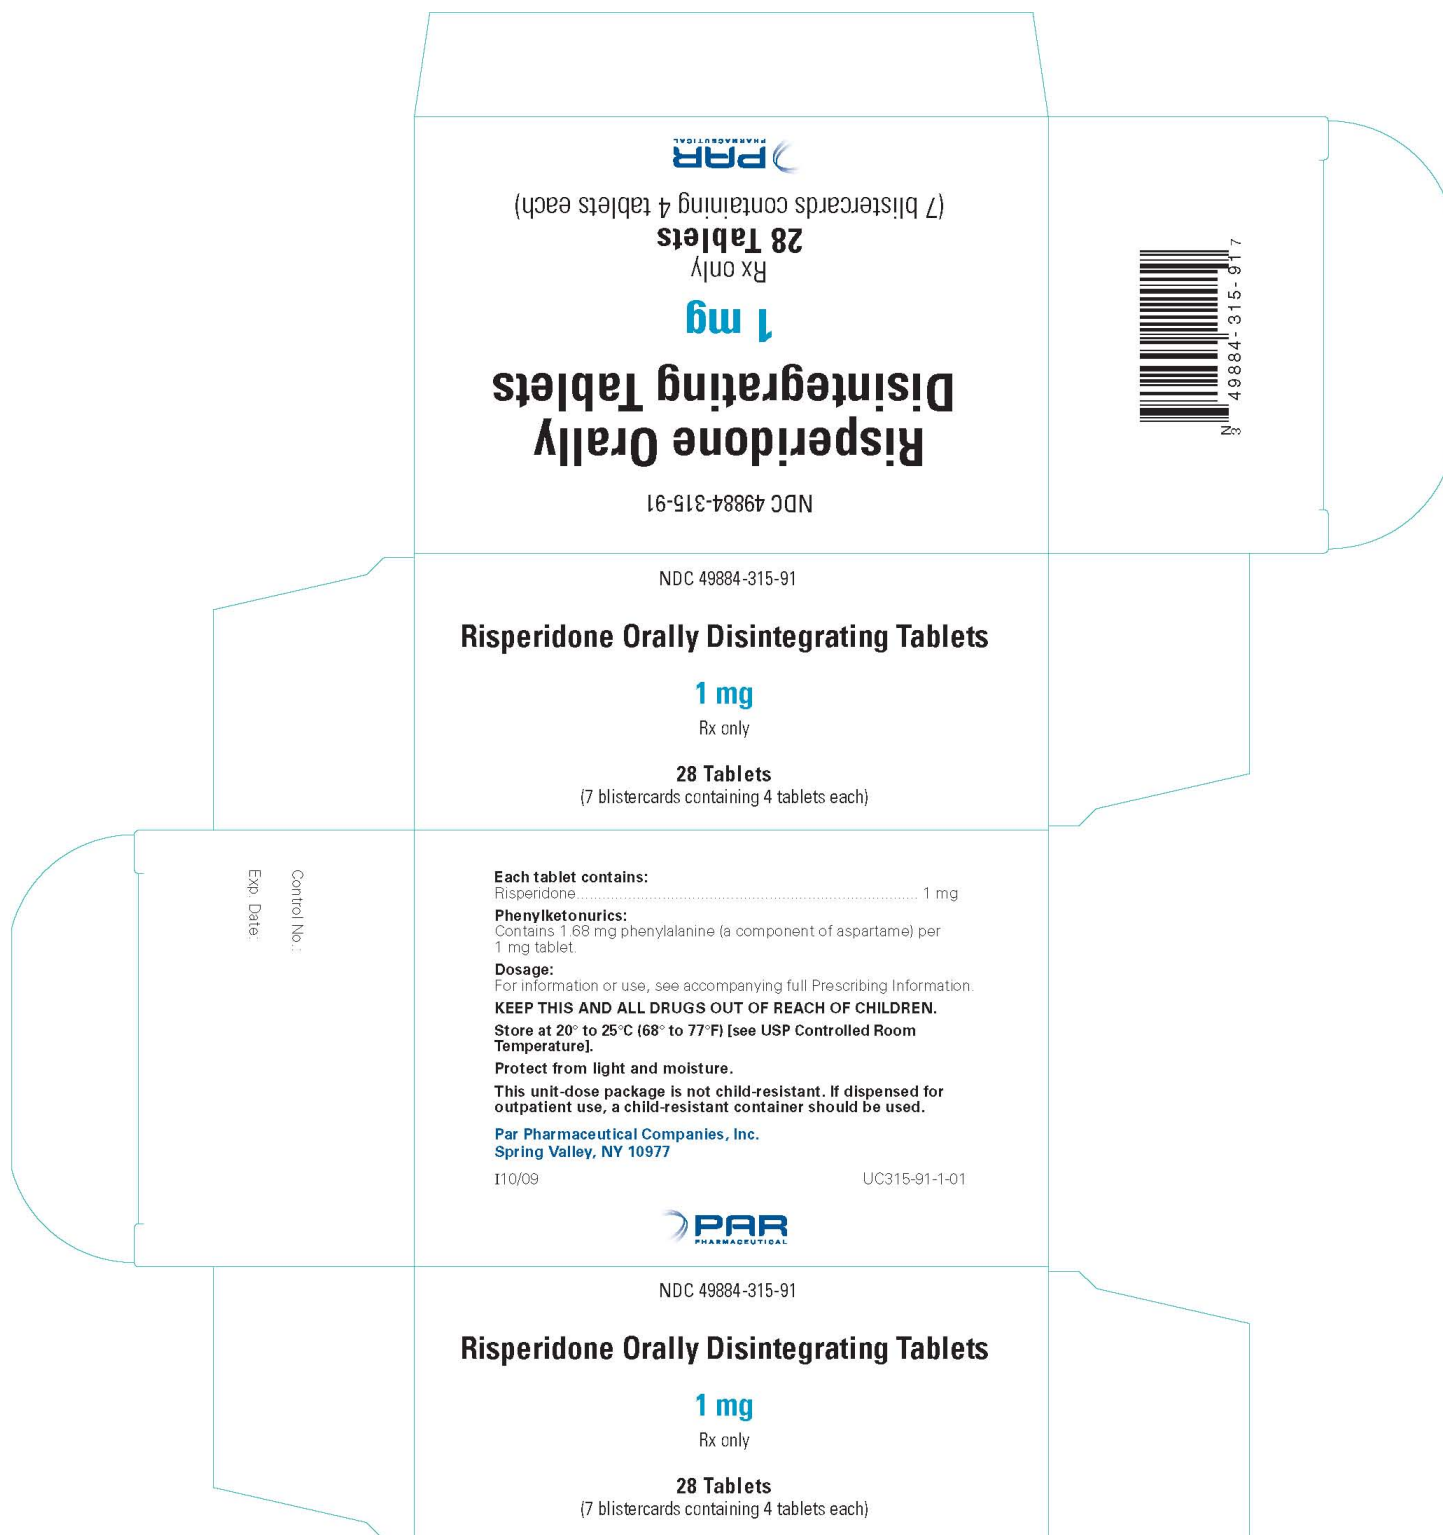 PAR
PHARMACEUTICAL
(7 blistercards containing 4 tablets each)
28 Tablets
Rx only
1 mg
Disintegrating Tablets
Risperidone Orally
NDC 49884-315-91
N
3 49884-315-91 7
NDC 49884-315-91
Risperidone Orally Disintegrating Tablets
1 mg
Rx only
28 Tablets
(7 blistercards containing 4 tablets each)
Control No.:
Exp. Date:
Each tablet contains:
Risperidone................................................................................ 1 mg
Phenylketonurics:
Contains 1.68 mg phenylalanine (a component of aspartame) per
1 mg tablet.
Dosage:
For information or use, see accompanying full Prescribing Information.
KEEP THIS AND ALL DRUGS OUT OF REACH OF CHILDREN.
Store at 20° to 25°C (68° to 77°F) [see USP Controlled Room
Temperature].
Protect from light and moisture.
This unit-dose package is not child-resistant. If dispensed for
outpatient use, a child-resistant container should be used.
Par Pharmaceutical Companies, Inc.
Spring Valley, NY 10977
I10/09 UC315-91-1-01
PAR
PHARMACEUTICAL
NDC 49884-315-91
Risperidone Orally Disintegrating Tablets
1 mg
Rx only
28 Tablets
(7 blistercards containing 4 tablets each)